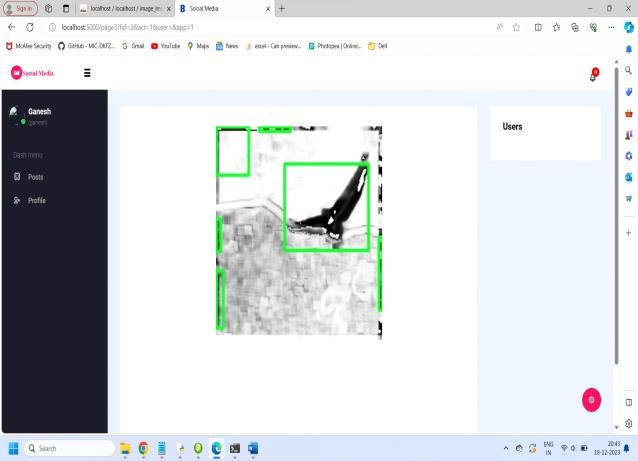 Sign in
localhost / localhost / image_im
Social Media
localhost:5000/page3?fid=3&act=1&user=&app=1
McAfee Security
GitHub - MIC-DKFZ...
Gmail
YouTube
Maps
News
excel - Can preview...
Photopea | Online...
Dell
Social Media
Ganesh
(ganesh)
Users
Dash menu
Posts
Profile
Search
ENG
IN
20:43
18-12-2023